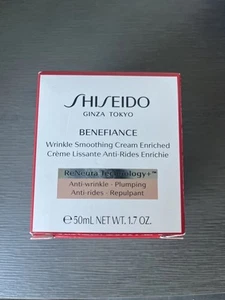 SHISEIDO
GINZA TOKYO
BENEFIANCE
Wrinkle Smoothing Cream Enriched
Crème Lissante Anti-Rides Enrichie
ReNeura Technology+™
Anti-wrinkle · Plumping
Anti-rides · Repulpant
℮ 50mL NET WT. 1.7 OZ.